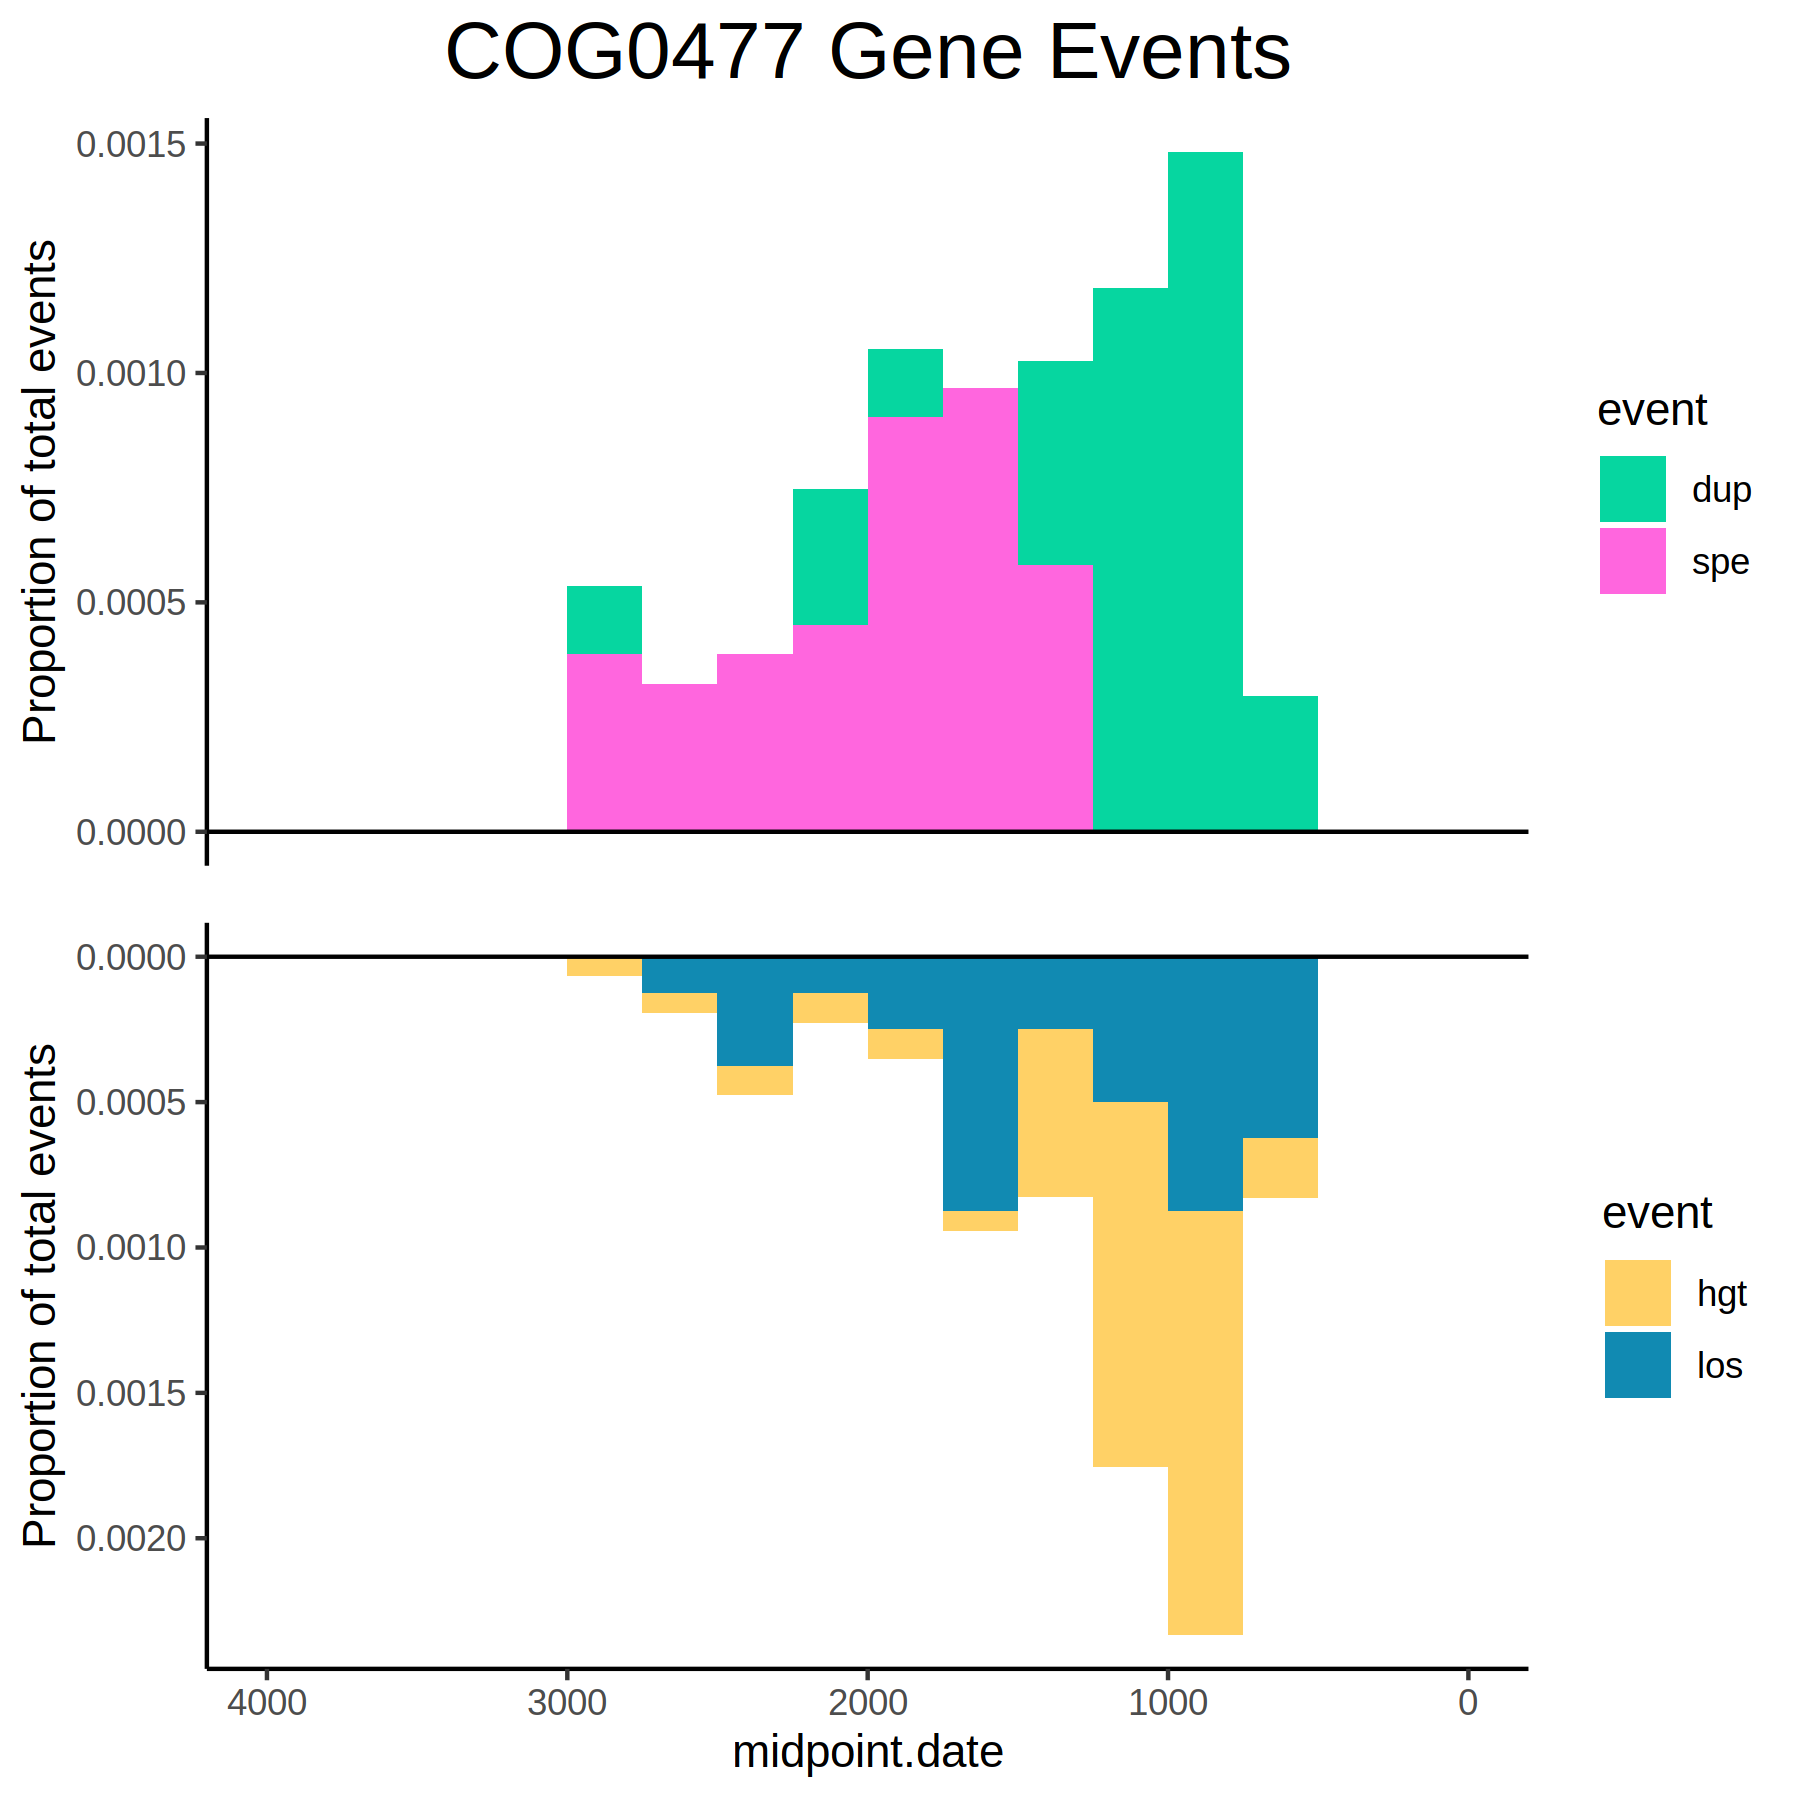 COG0477 Gene Events
Proportion of total events
0.0015
0.0010
0.0005
0.0000
event
dup
spe
Proportion of total events
0.0000
0.0005
0.0010
0.0015
0.0020
event
hgt
los
4000 3000 2000 1000 0
midpoint.date